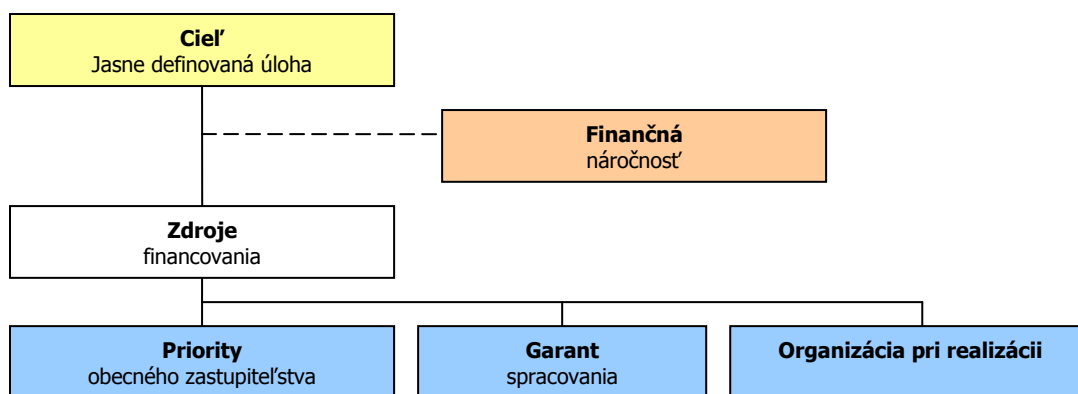 Cieľ
Jasne definovaná úloha
Finančná
náročnosť
Zdroje
financovania
Priority
obecného zastupiteľstva
Garant
spracovania
Organizácia pri realizácii